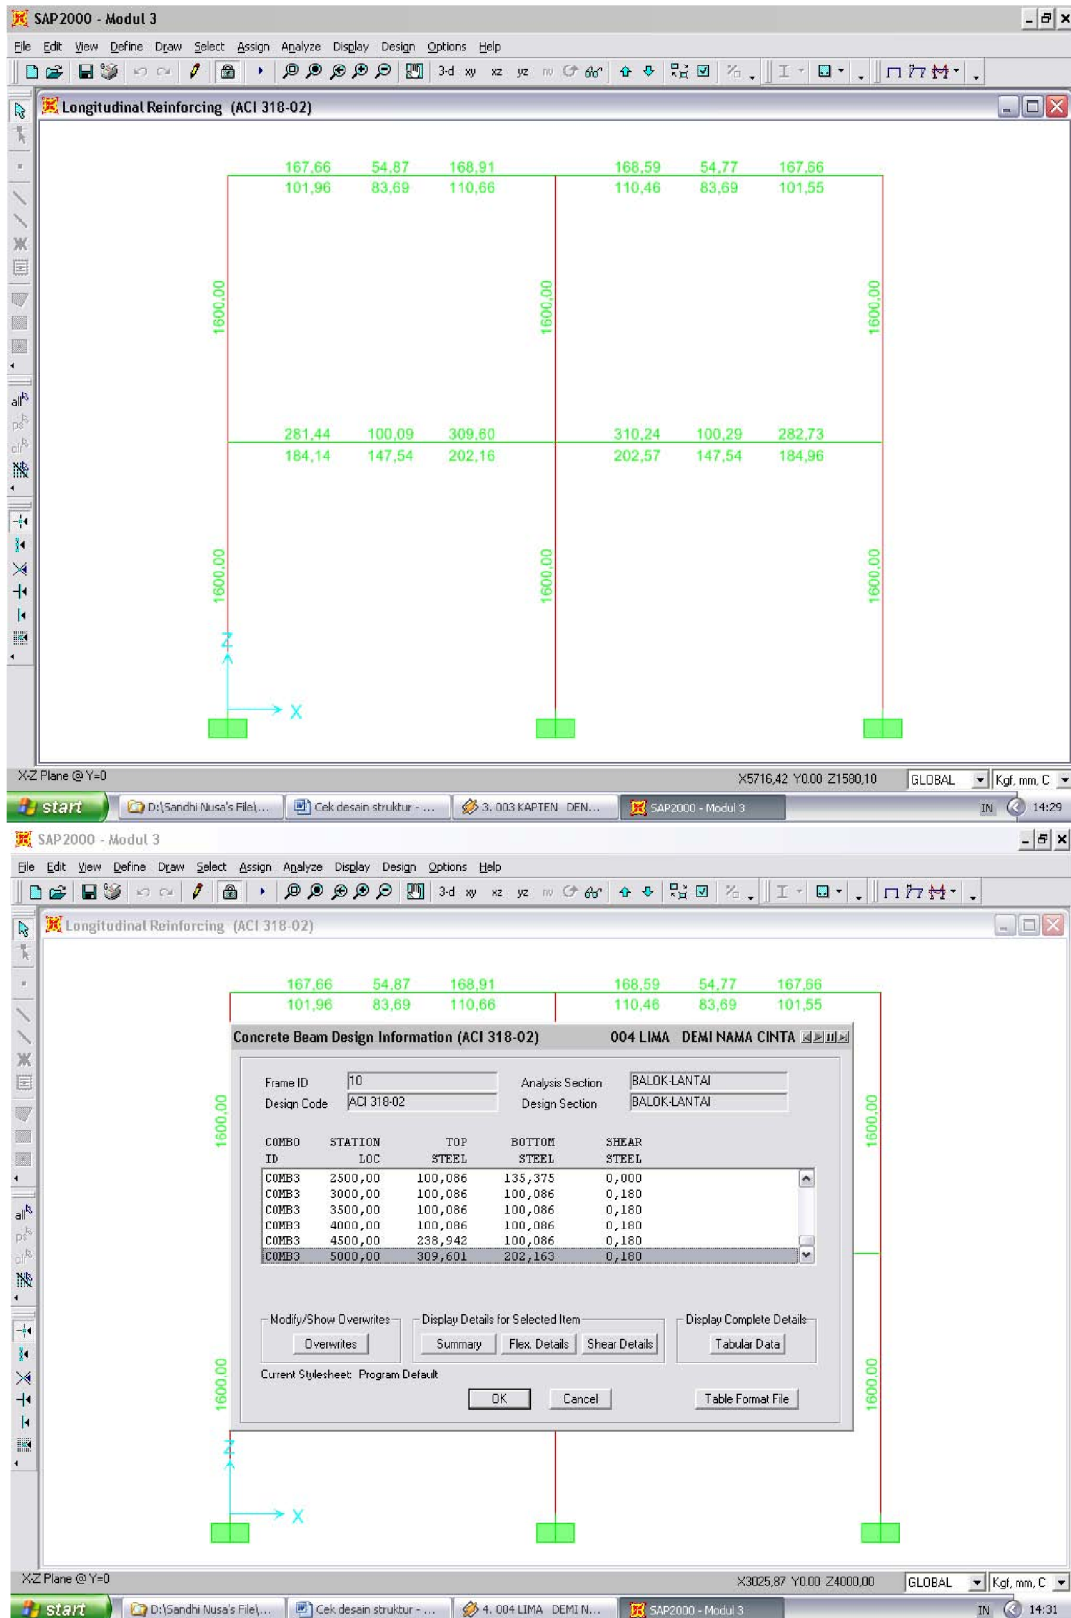 SAP2000 - Modul 3
File Edit View Define Draw Select Assign Analyze Display Design Options Help
3-d xy xz yz nv
Longitudinal Reinforcing (ACI 318-02)
167,66 54,87 168,91 168,59 54,77 167,66
101,96 83,69 110,66 110,46 83,69 101,55
1600,00 1600,00 1600,00
281,44 100,09 309,60 310,24 100,29 282,73
184,14 147,54 202,16 202,57 147,54 184,96
1600,00 1600,00 1600,00
Z
X
X-Z Plane @ Y=0 X5716,42 Y0.00 Z1580,10 GLOBAL Kgf, mm, C
start D:\Sandhi Nusa's File\... Cek desain struktur - ... 3. 003 KAPTEN DEN... SAP2000 - Modul 3 IN 14:29
SAP2000 - Modul 3
File Edit View Define Draw Select Assign Analyze Display Design Options Help
3-d xy xz yz nv
Longitudinal Reinforcing (ACI 318-02)
167,66 54,87 168,91 168,59 54,77 167,66
101,96 83,69 110,66 110,46 83,69 101,55
Concrete Beam Design Information (ACI 318-02) 004 LIMA DEMI NAMA CINTA
Frame ID 10 Analysis Section BALOK-LANTAI
Design Code ACI 318-02 Design Section BALOK-LANTAI
1600,00 1600,00
COMBO STATION TOP BOTTOM SHEAR
ID LOC STEEL STEEL STEEL
COMB3 2500,00 100,086 135,375 0,000
COMB3 3000,00 100,086 100,086 0,180
COMB3 3500,00 100,086 100,086 0,180
COMB3 4000,00 100,086 100,086 0,180
COMB3 4500,00 238,942 100,086 0,180
COMB3 5000,00 309,601 202,163 0,180
Modify/Show Overwrites Display Details for Selected Item Display Complete Details
Overwrites Summary Flex. Details Shear Details Tabular Data
Current Stylesheet: Program Default
OK Cancel Table Format File
1600,00 1600,00
Z
X
X-Z Plane @ Y=0 X3025,87 Y0.00 Z4000,00 GLOBAL Kgf, mm, C
start D:\Sandhi Nusa's File\... Cek desain struktur - ... 4. 004 LIMA DEMI N... SAP2000 - Modul 3 IN 14:31